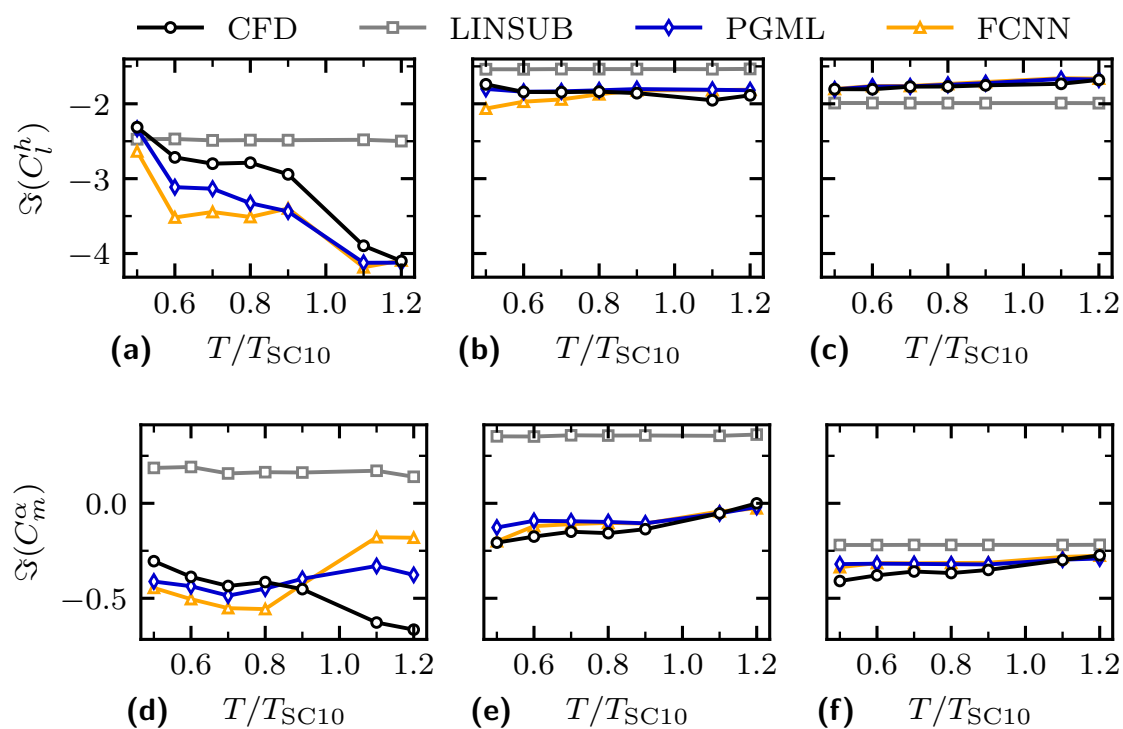 CFD LINSUB PGML FCNN
ℑ(C_l^h)
−2
−3
−4
0.6 0.8 1.0 1.2
0.6 0.8 1.0 1.2
0.6 0.8 1.0 1.2
(a) T/T_SC10
(b) T/T_SC10
(c) T/T_SC10
ℑ(C_m^α)
0.0
−0.5
0.6 0.8 1.0 1.2
0.6 0.8 1.0 1.2
0.6 0.8 1.0 1.2
(d) T/T_SC10
(e) T/T_SC10
(f) T/T_SC10